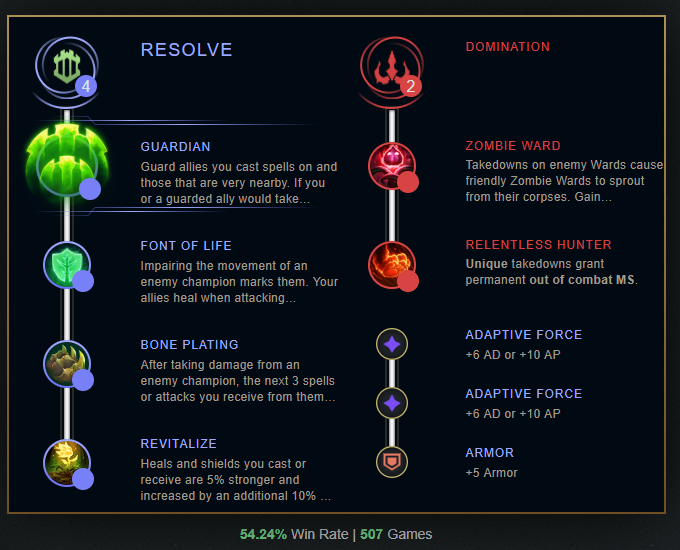 RESOLVE
4
GUARDIAN
Guard allies you cast spells on and
those that are very nearby. If you
or a guarded ally would take...
FONT OF LIFE
Impairing the movement of an
enemy champion marks them. Your
allies heal when attacking...
BONE PLATING
After taking damage from an
enemy champion, the next 3 spells
or attacks you receive from them...
REVITALIZE
Heals and shields you cast or
receive are 5% stronger and
increased by an additional 10% ...
DOMINATION
2
ZOMBIE WARD
Takedowns on enemy Wards cause
friendly Zombie Wards to sprout
from their corpses. Gain...
RELENTLESS HUNTER
Unique takedowns grant
permanent out of combat MS.
ADAPTIVE FORCE
+6 AD or +10 AP
ADAPTIVE FORCE
+6 AD or +10 AP
ARMOR
+5 Armor
54.24% Win Rate | 507 Games